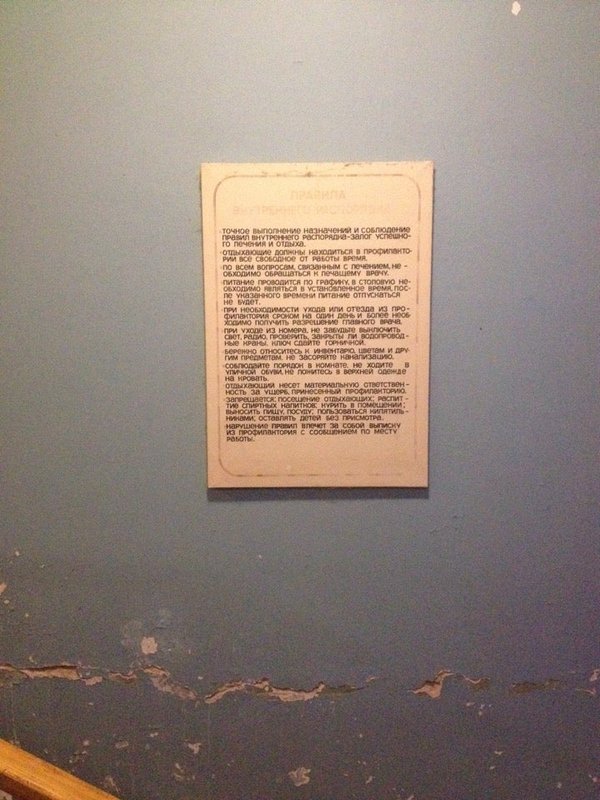 ПРАВИЛА
ВНУТРЕННЕГО РАСПОРЯДКА
-ТОЧНОЕ ВЫПОЛНЕНИЕ НАЗНАЧЕНИЙ И СОБЛЮДЕНИЕ
ПРАВИЛ ВНУТРЕННЕГО РАСПОРЯДКА-ЗАЛОГ УСПЕШНО-
ГО ЛЕЧЕНИЯ И ОТДЫХА.
-ОТДЫХАЮЩИЕ ДОЛЖНЫ НАХОДИТЬСЯ В ПРОФИЛАКТО-
РИИ ВСЕ СВОБОДНОЕ ОТ РАБОТЫ ВРЕМЯ.
-ПО ВСЕМ ВОПРОСАМ, СВЯЗАННЫМ С ЛЕЧЕНИЕМ, НЕ-
ОБХОДИМО ОБРАЩАТЬСЯ К ЛЕЧАЩЕМУ ВРАЧУ.
-ПИТАНИЕ ПРОВОДИТСЯ ПО ГРАФИКУ, В СТОЛОВУЮ НЕ-
ОБХОДИМО ЯВЛЯТЬСЯ В УСТАНОВЛЕННОЕ ВРЕМЯ, ПОС-
ЛЕ УКАЗАННОГО ВРЕМЕНИ ПИТАНИЕ ОТПУСКАТЬСЯ
НЕ БУДЕТ.
-ПРИ НЕОБХОДИМОСТИ УХОДА ИЛИ ОТ'ЕЗДА ИЗ ПРО-
ФИЛАКТОРИЯ СРОКОМ НА ОДИН ДЕНЬ И БОЛЕЕ НЕОБ-
ХОДИМО ПОЛУЧИТЬ РАЗРЕШЕНИЕ ГЛАВНОГО ВРАЧА.
-ПРИ УХОДЕ ИЗ НОМЕРА, НЕ ЗАБУДЬТЕ ВЫКЛЮЧИТЬ
СВЕТ, РАДИО, ПРОВЕРИТЬ, ЗАКРЫТЫ ЛИ ВОДОПРОВОД-
НЫЕ КРАНЫ, КЛЮЧ СДАЙТЕ ГОРНИЧНОЙ.
-БЕРЕЖНО ОТНОСИТЕСЬ К ИНВЕНТАРЮ, ЦВЕТАМ И ДРУ-
ГИМ ПРЕДМЕТАМ, НЕ ЗАСОРЯЙТЕ КАНАЛИЗАЦИЮ.
-СОБЛЮДАЙТЕ ПОРЯДОК В КОМНАТЕ, НЕ ХОДИТЕ В
УЛИЧНОЙ ОБУВИ, НЕ ЛОЖИТЕСЬ В ВЕРХНЕЙ ОДЕЖДЕ
НА КРОВАТЬ.
-ОТДЫХАЮЩИЙ НЕСЕТ МАТЕРИАЛЬНУЮ ОТВЕТСТВЕН-
НОСТЬ ЗА УЩЕРБ, ПРИНЕСЕННЫЙ ПРОФИЛАКТОРИЮ.
-ЗАПРЕЩАЕТСЯ: ПОСЕЩЕНИЕ ОТДЫХАЮЩИХ; РАСПИ-
ТИЕ СПИРТНЫХ НАПИТКОВ; КУРИТЬ В ПОМЕЩЕНИИ;
ВЫНОСИТЬ ПИЩУ, ПОСУДУ; ПОЛЬЗОВАТЬСЯ КИПЯТИЛЬ-
НИКАМИ; ОСТАВЛЯТЬ ДЕТЕЙ БЕЗ ПРИСМОТРА.
-НАРУШЕНИЕ ПРАВИЛ ВЛЕЧЕТ ЗА СОБОЙ ВЫПИСКУ
ИЗ ПРОФИЛАКТОРИЯ С СООБЩЕНИЕМ ПО МЕСТУ
РАБОТЫ.